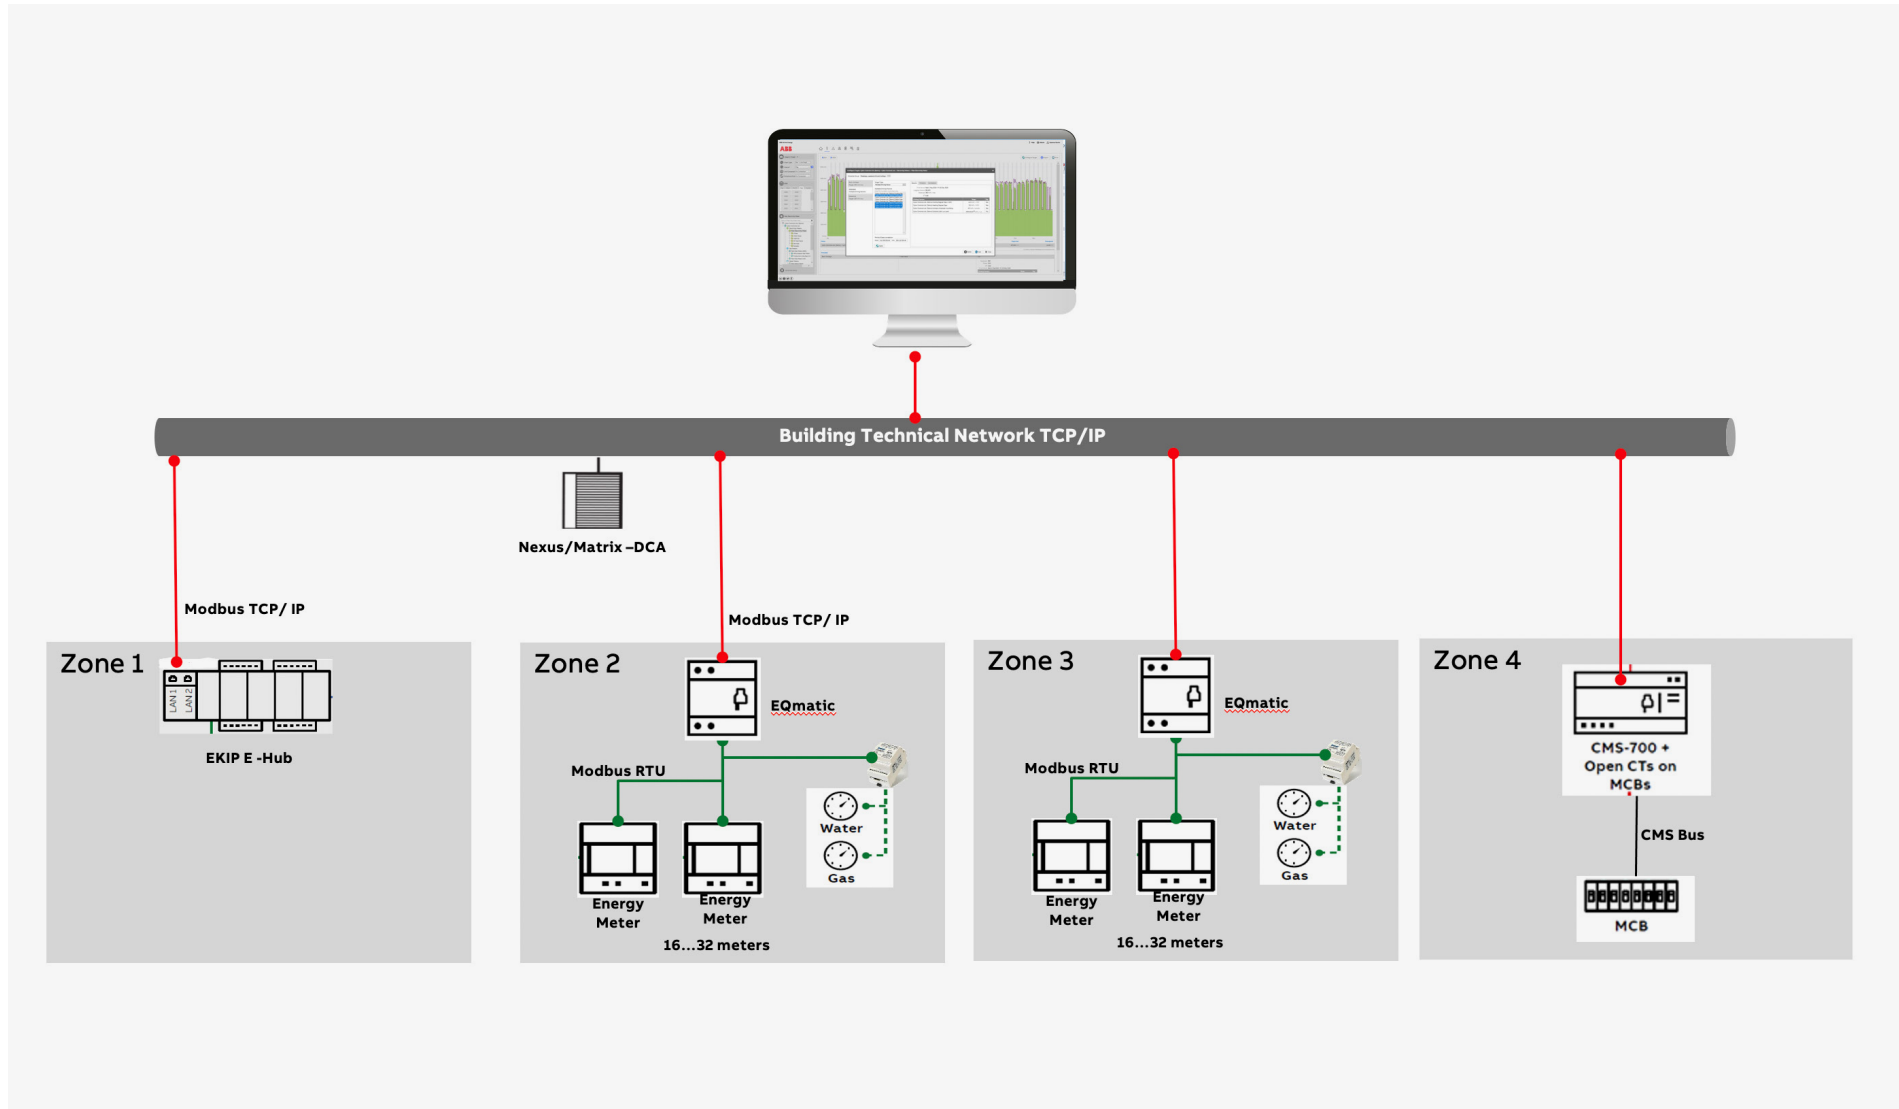 ABB
Building Technical Network TCP/IP
Nexus/Matrix –DCA
Modbus TCP/ IP
Modbus TCP/ IP
Zone 1
LAN 1
LAN 2
EKIP E -Hub
Zone 2
EQmatic
Modbus RTU
Water
Gas
Energy
Meter
Energy
Meter
16...32 meters
Zone 3
EQmatic
Modbus RTU
Water
Gas
Energy
Meter
Energy
Meter
16...32 meters
Zone 4
CMS-700 +
Open CTs on
MCBs
CMS Bus
MCB